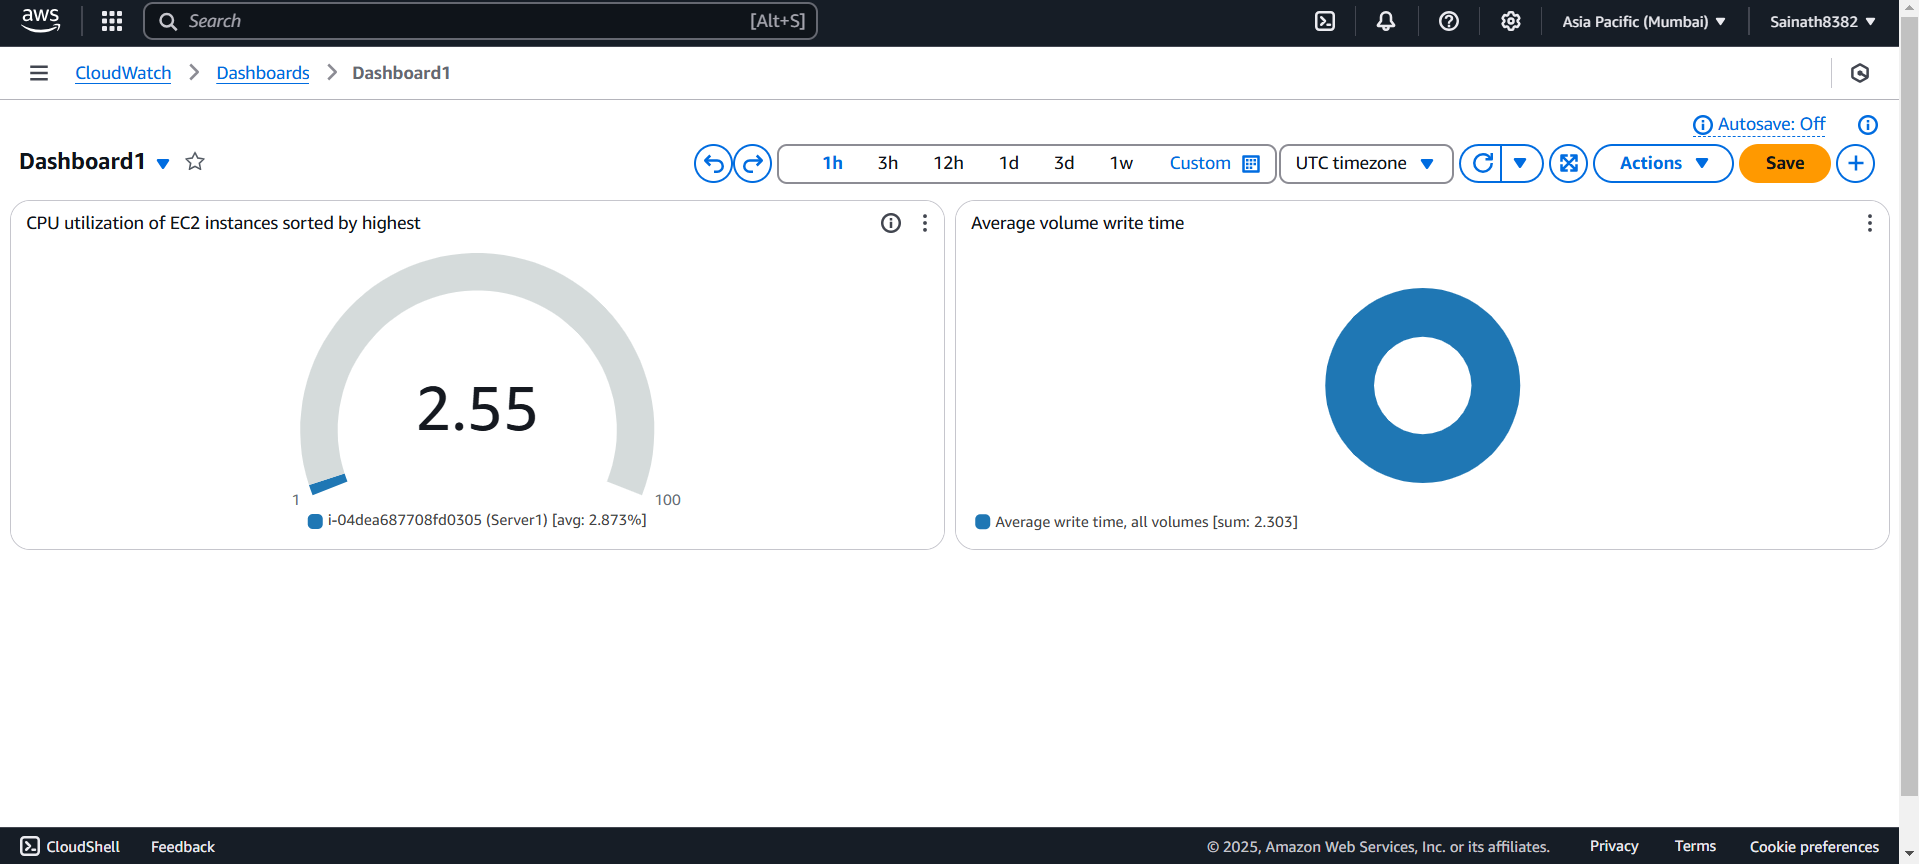 aws Search [Alt+S] Asia Pacific (Mumbai) Sainath8382
CloudWatch Dashboards Dashboard1
Autosave: Off
Dashboard1 1h 3h 12h 1d 3d 1w Custom UTC timezone Actions Save
CPU utilization of EC2 instances sorted by highest
2.55
1 100
i-04dea687708fd0305 (Server1) [avg: 2.873%]
Average volume write time
Average write time, all volumes [sum: 2.303]
CloudShell Feedback © 2025, Amazon Web Services, Inc. or its affiliates. Privacy Terms Cookie preferences